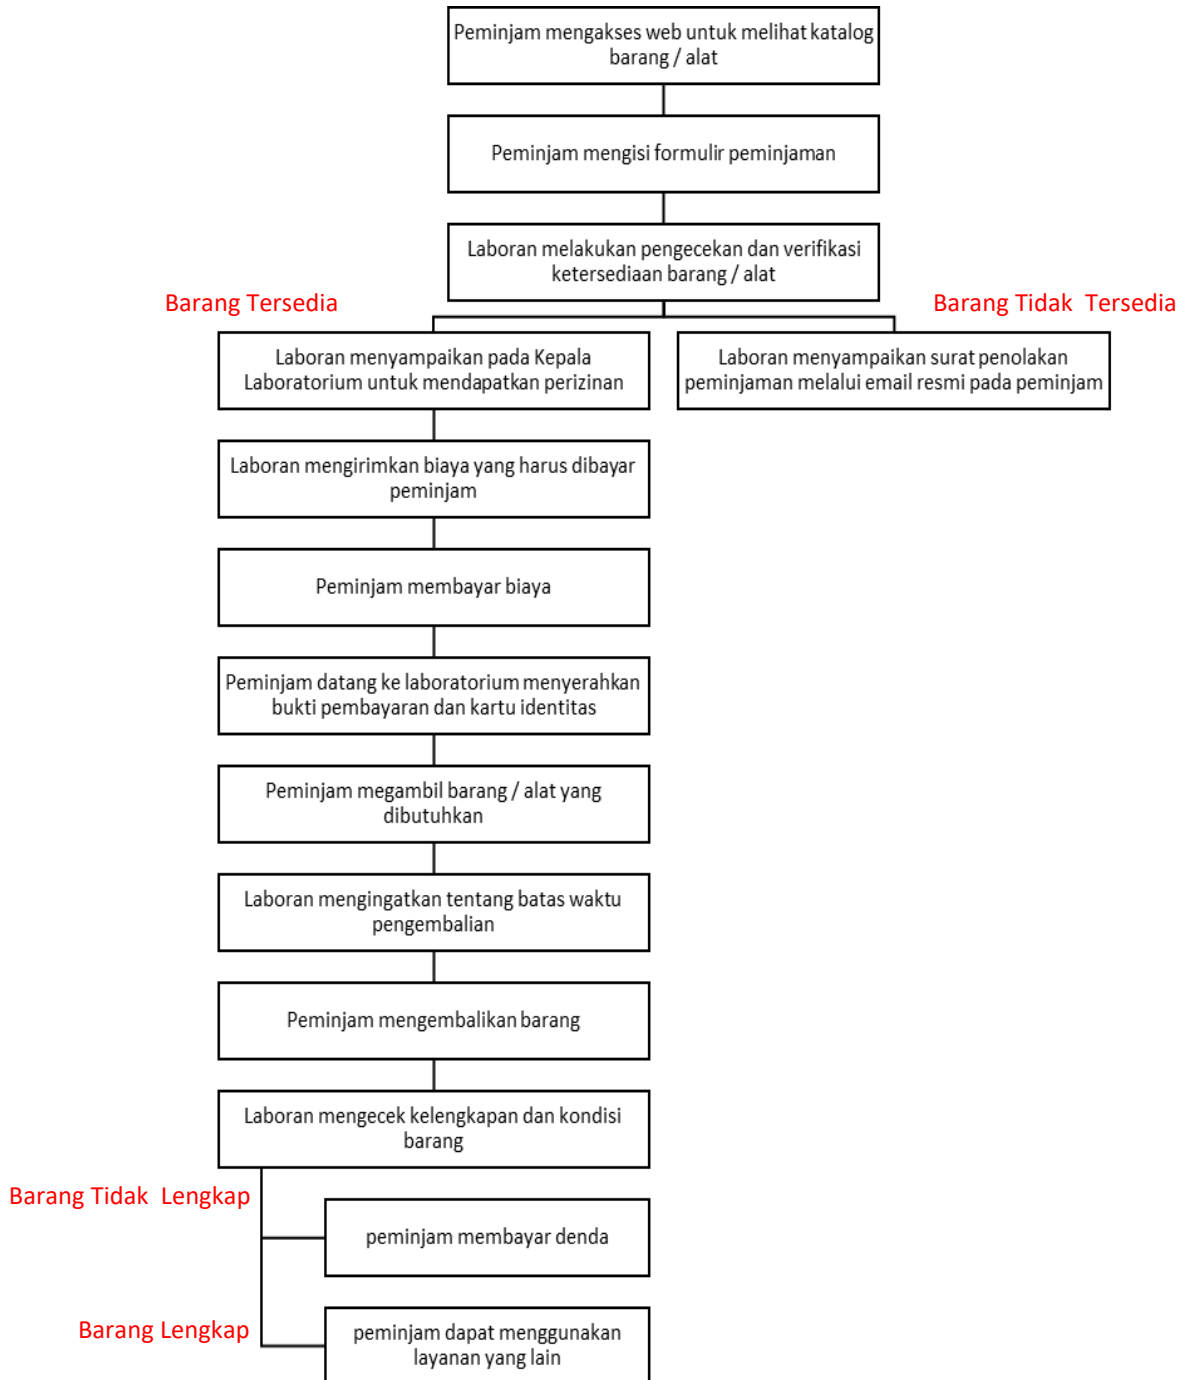 Peminjam mengakses web untuk melihat katalog
barang / alat
Peminjam mengisi formulir peminjaman
Laboran melakukan pengecekan dan verifikasi
ketersediaan barang / alat
Barang Tersedia
Barang Tidak Tersedia
Laboran menyampaikan pada Kepala
Laboratorium untuk mendapatkan perizinan
Laboran menyampaikan surat penolakan
peminjaman melalui email resmi pada peminjam
Laboran mengirimkan biaya yang harus dibayar
peminjam
Peminjam membayar biaya
Peminjam datang ke laboratorium menyerahkan
bukti pembayaran dan kartu identitas
Peminjam megambil barang / alat yang
dibutuhkan
Laboran mengingatkan tentang batas waktu
pengembalian
Peminjam mengembalikan barang
Laboran mengecek kelengkapan dan kondisi
barang
Barang Tidak Lengkap
peminjam membayar denda
Barang Lengkap
peminjam dapat menggunakan
layanan yang lain